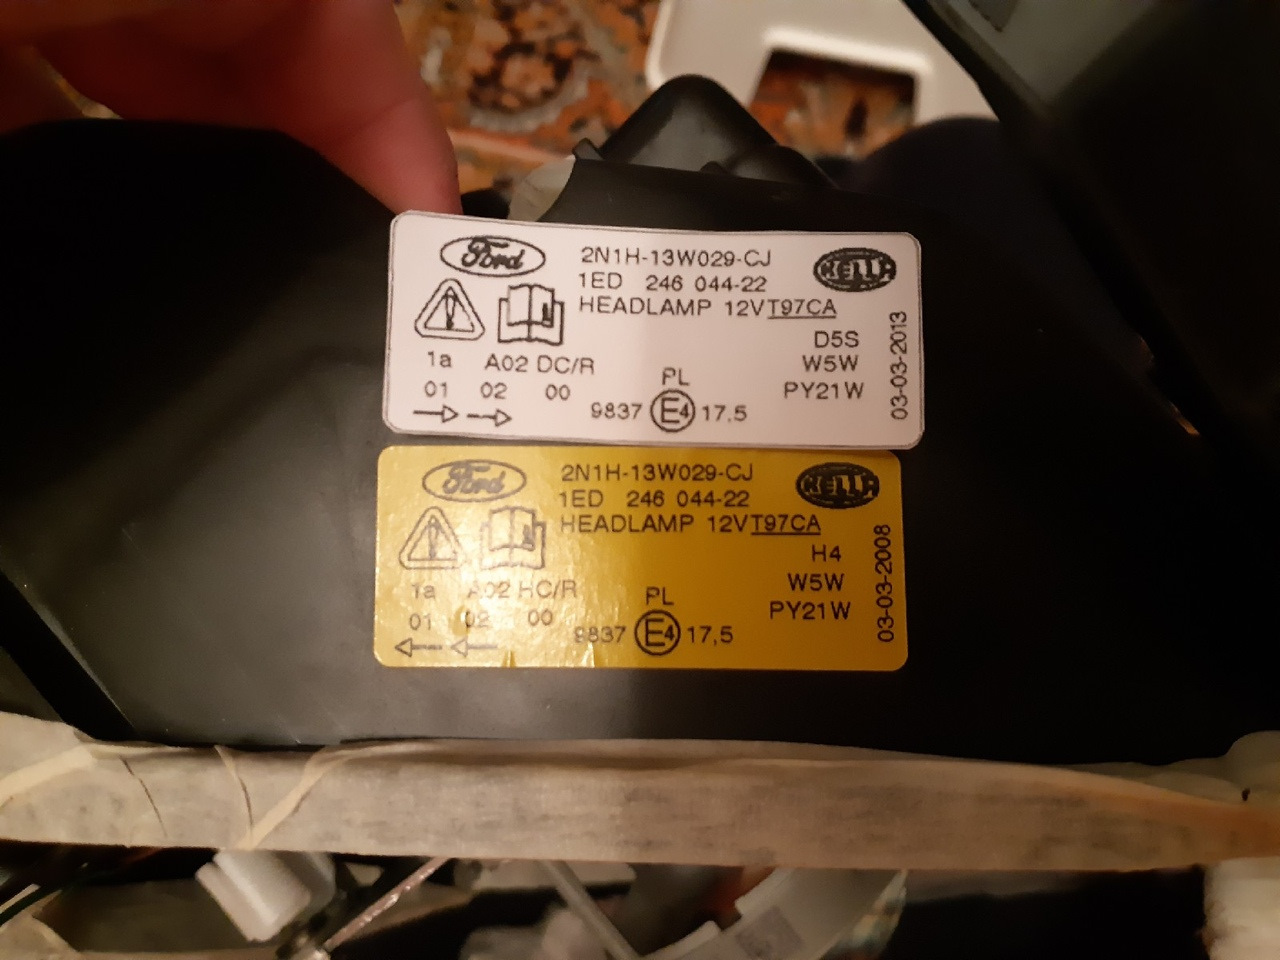 Ford
2N1H-13W029-CJ
HELLA
1ED 246 044-22
HEADLAMP 12VT97CA
D5S
1a A02 DC/R
W5W
01 02 00
PL
PY21W
9837 E4 17.5
03-03-2013
Ford
2N1H-13W029-CJ
HELLA
1ED 246 044-22
HEADLAMP 12VT97CA
H4
1a A02 HC/R
W5W
01 02 00
PL
PY21W
9837 E4 17,5
03-03-2008